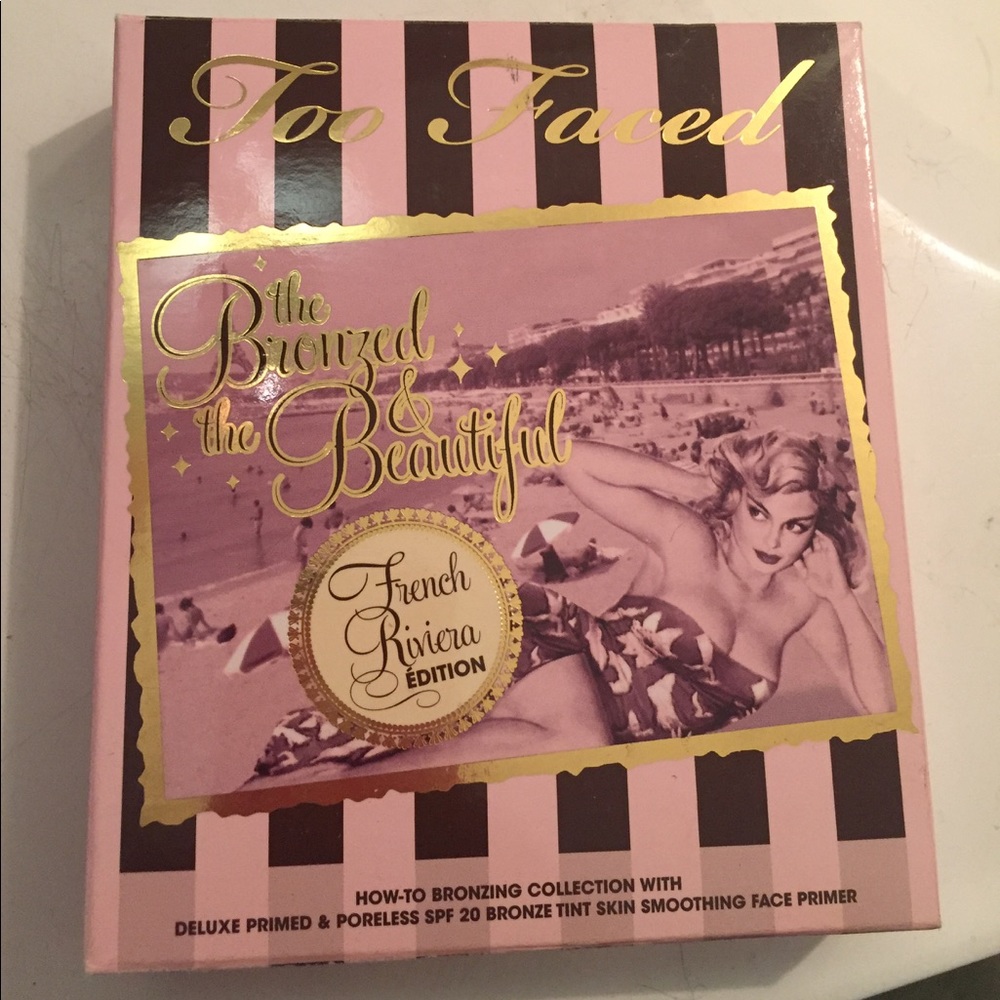 Too Faced
the
Bronzed
& 
the Beautiful
French
Riviera
ÉDITION
HOW-TO BRONZING COLLECTION WITH
DELUXE PRIMED & PORELESS SPF 20 BRONZE TINT SKIN SMOOTHING FACE PRIMER